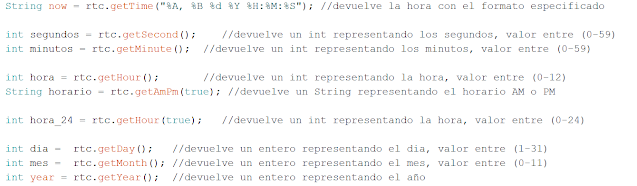 String now = rtc.getTime("%A, %B %d %Y %H:%M:%S"); //devuelve la hora con el formato especificado
int segundos = rtc.getSecond(); //devuelve un int representando los segundos, valor entre (0-59)
int minutos = rtc.getMinute(); //devuelve un int representando los minutos, valor entre (0-59)
int hora = rtc.getHour(); //devuelve un int representando la hora, valor entre (0-12)
String horario = rtc.getAmPm(true); //devuelve un String representando el horario AM o PM
int hora_24 = rtc.getHour(true); //devuelve un int representando la hora, valor entre (0-24)
int dia = rtc.getDay(); //devuelve un entero representando el dia, valor entre (1-31)
int mes = rtc.getMonth(); //devuelve un entero representando el mes, valor entre (0-11)
int year = rtc.getYear(); //devuelve un entero representando el año